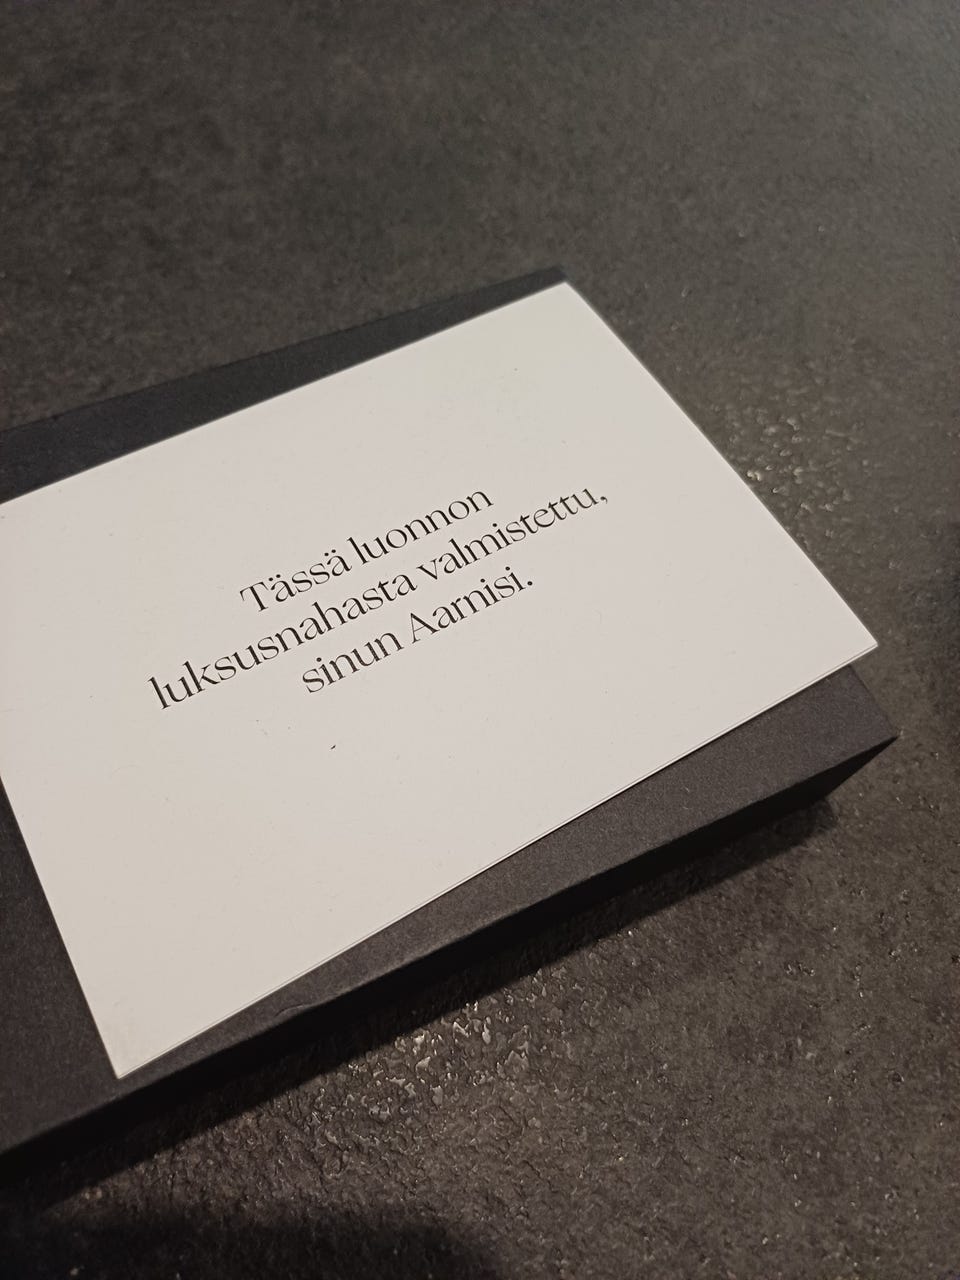 Tässä luonnon
luksusnahasta valmistettu,
sinun Aarnisi.